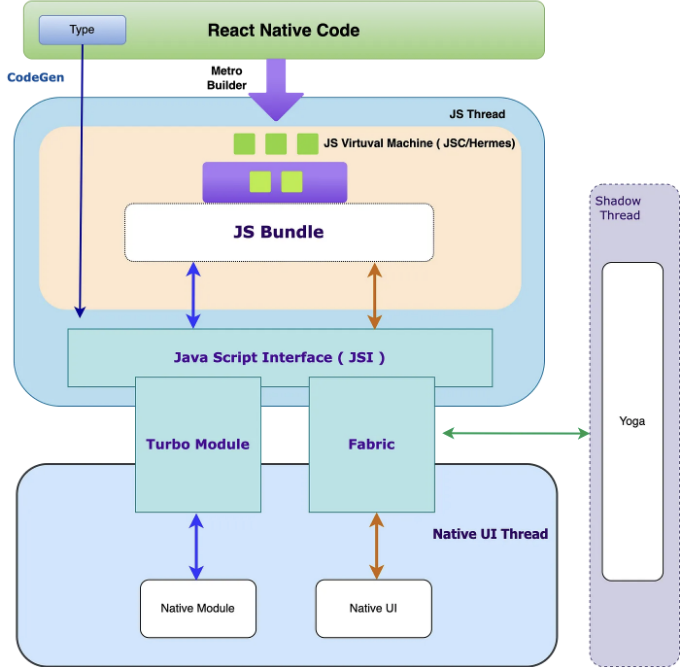 Type
React Native Code
CodeGen
Metro
Builder
JS Thread
JS Virtuval Machine ( JSC/Hermes)
JS Bundle
Shadow
Thread
Java Script Interface ( JSI )
Turbo Module
Fabric
Yoga
Native UI Thread
Native Module
Native UI